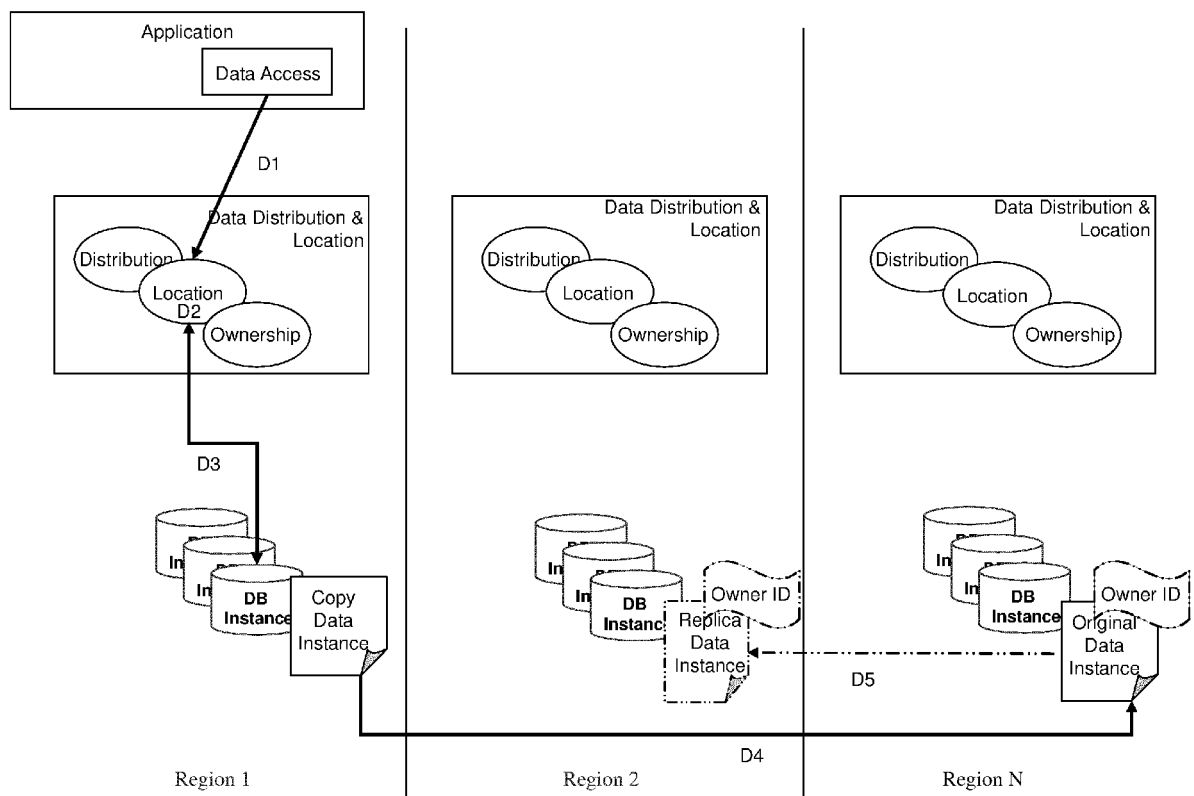 Application
Data Access
D1
Data Distribution &
Location
Distribution
Location
D2
Ownership
Data Distribution &
Location
Distribution
Location
Ownership
Data Distribution &
Location
Distribution
Location
Ownership
D3
DB
Instance
Copy
Data
Instance
DB
Instance
Owner ID
Replica
Data
Instance
DB
Instance
Owner ID
Original
Data
Instance
D5
D4
Region 1
Region 2
Region N